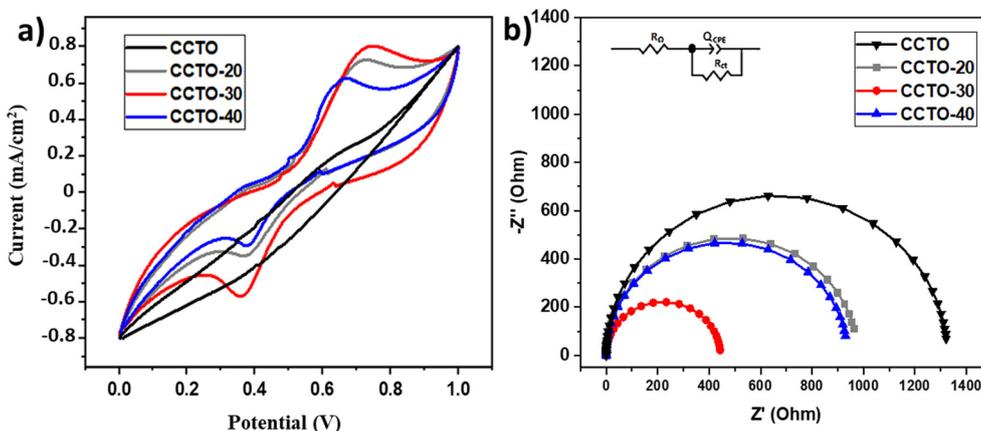 a)
CCTO
CCTO-20
CCTO-30
CCTO-40
Current (mA/cm²)
0.8
0.6
0.4
0.2
0
-0.2
-0.4
-0.6
-0.8
0.0 0.2 0.4 0.6 0.8 1.0
Potential (V)
b)
RΩ QCPE
Rct
CCTO
CCTO-20
CCTO-30
CCTO-40
-Z'' (Ohm)
1400
1200
1000
800
600
400
200
0
0 200 400 600 800 1000 1200 1400
Z' (Ohm)